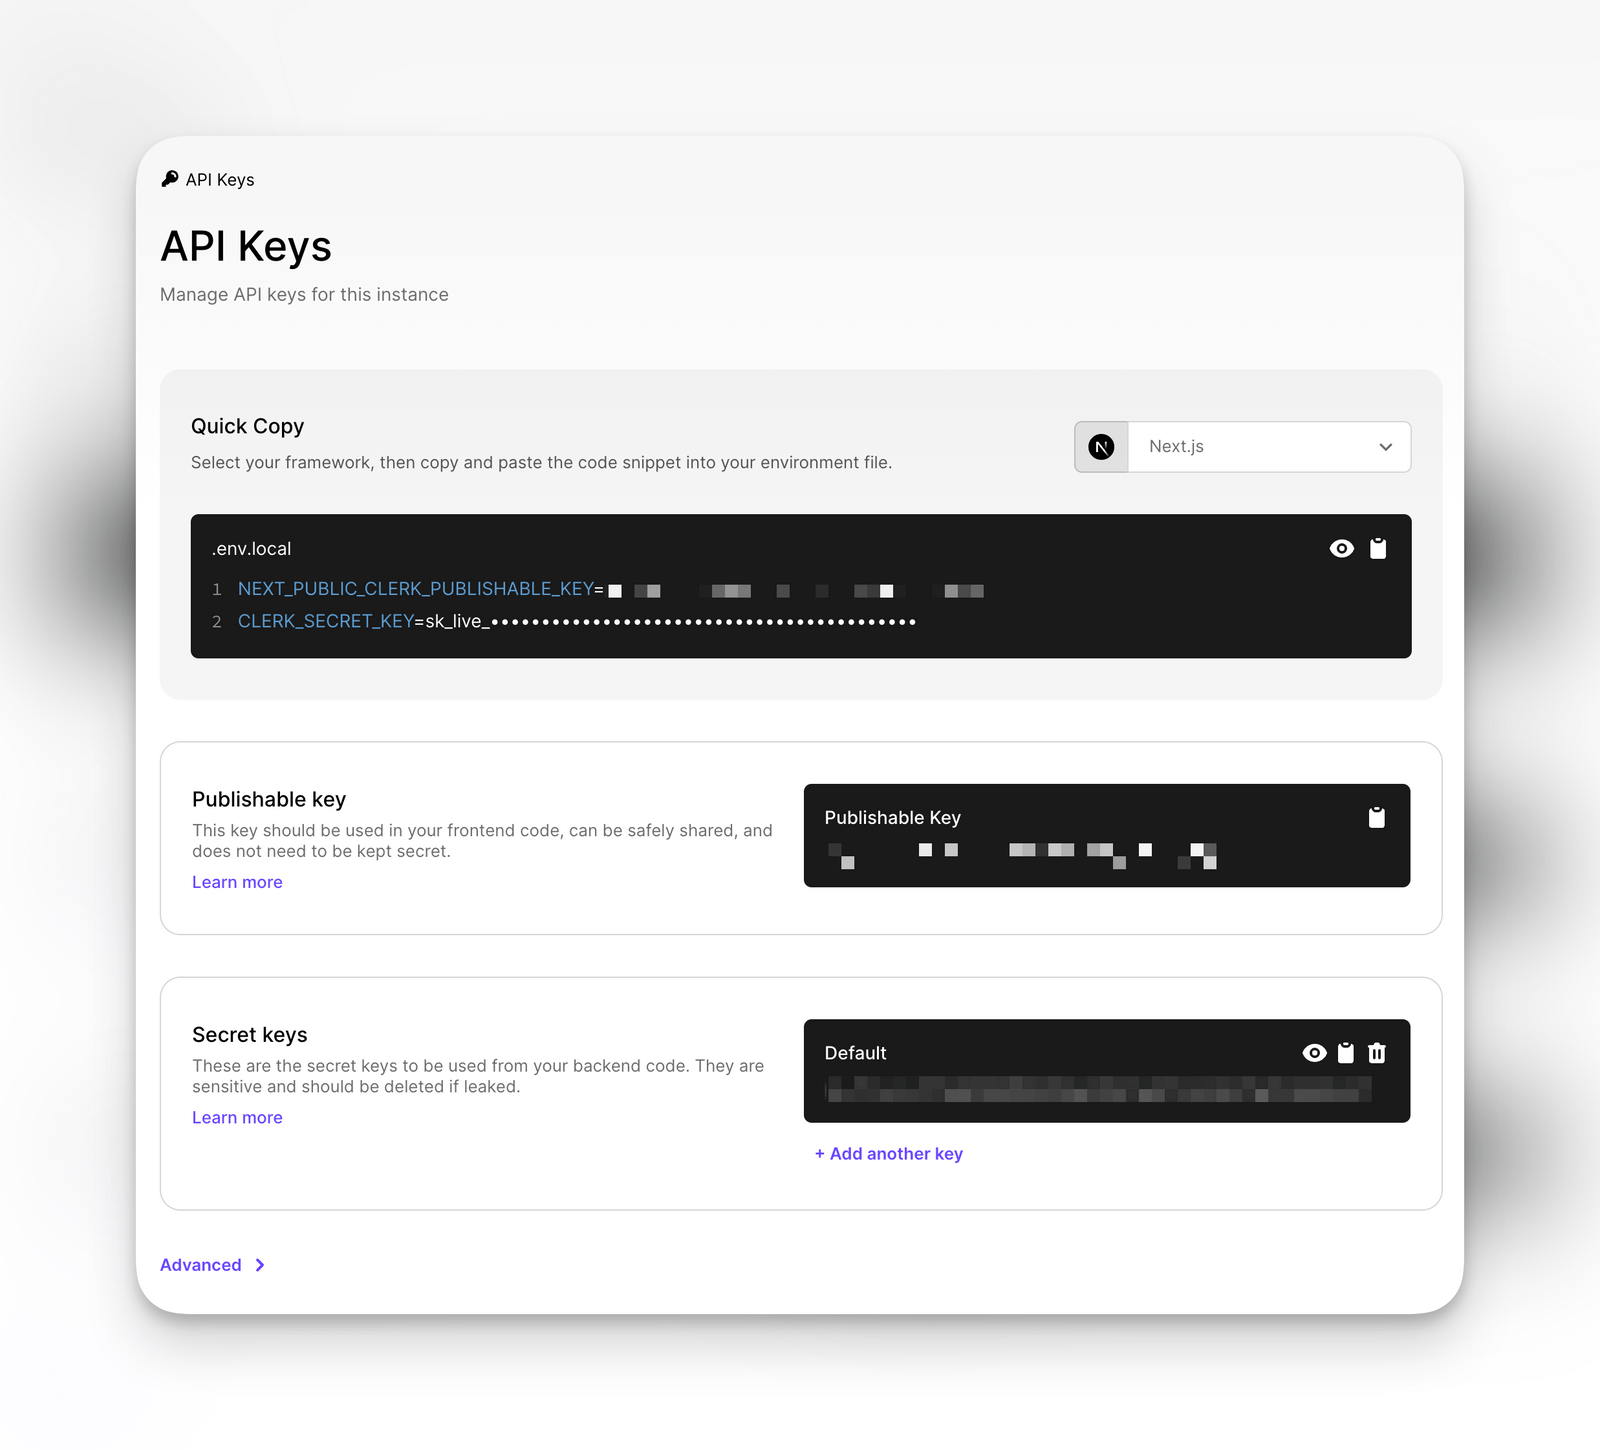 API Keys
API Keys
Manage API keys for this instance
Quick Copy
Select your framework, then copy and paste the code snippet into your environment file.
N
Next.js
.env.local
1 NEXT_PUBLIC_CLERK_PUBLISHABLE_KEY=
2 CLERK_SECRET_KEY=sk_live_••••••••••••••••••••••••••••••••••••••••••
Publishable key
This key should be used in your frontend code, can be safely shared, and
does not need to be kept secret.
Learn more
Publishable Key
Secret keys
These are the secret keys to be used from your backend code. They are
sensitive and should be deleted if leaked.
Learn more
Default
+ Add another key
Advanced